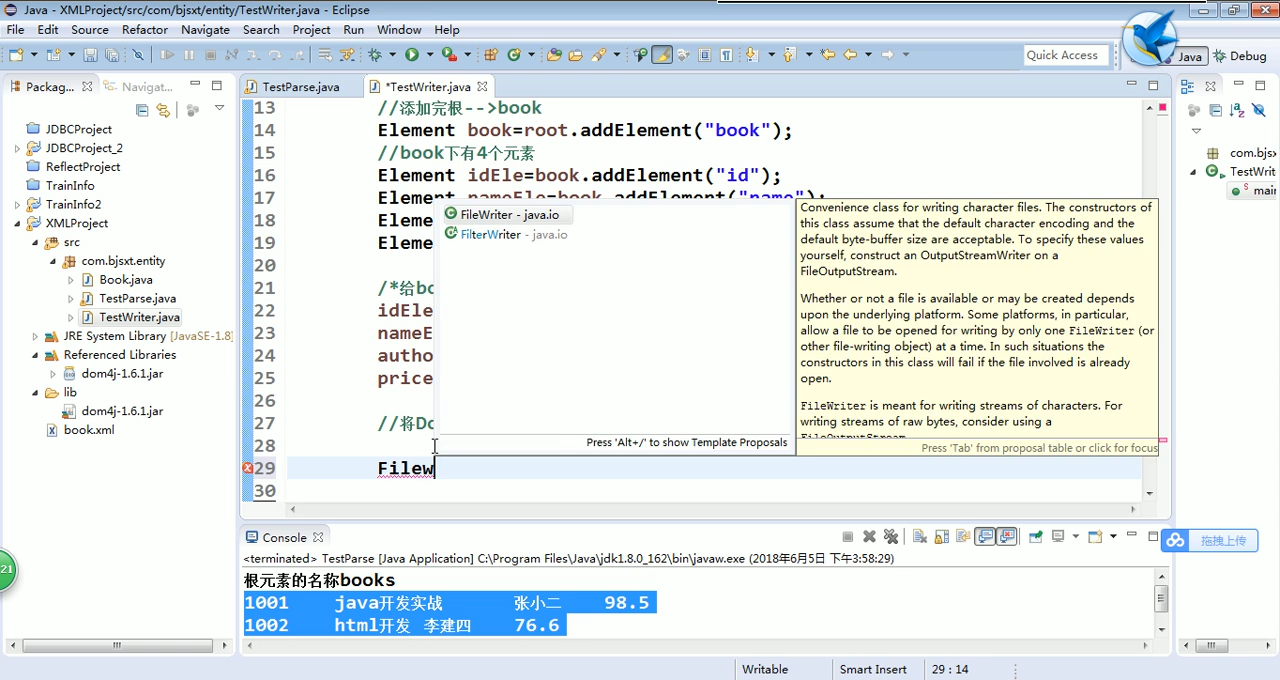 Java - XMLProject/src/com/bjsxt/entity/TestWriter.java - Eclipse
File Edit Source Refactor Navigate Search Project Run Window Help
Quick Access
Java
Debug
Packag...
Navigat...
TestParse.java
*TestWriter.java
JDBCProject
JDBCProject_2
ReflectProject
TrainInfo
TrainInfo2
XMLProject
src
com.bjsxt.entity
Book.java
TestParse.java
TestWriter.java
JRE System Library [JavaSE-1.8]
Referenced Libraries
dom4j-1.6.1.jar
lib
dom4j-1.6.1.jar
book.xml
13 //添加完根-->book
14 Element book=root.addElement("book");
15 //book下有4个元素
16 Element idEle=book.addElement("id");
17 Element nameEle=book.addElement("name");
18 Eleme
19 Eleme
20
21 /*给bo
22 idEle
23 nameE
24 autho
25 price
26
27 //将Do
28
29 Filew
30
FileWriter - java.io
FilterWriter - java.io
Press 'Alt+/' to show Template Proposals
Convenience class for writing character files. The constructors of
this class assume that the default character encoding and the
default byte-buffer size are acceptable. To specify these values
yourself, construct an OutputStreamWriter on a
FileOutputStream.
Whether or not a file is available or may be created depends
upon the underlying platform. Some platforms, in particular,
allow a file to be opened for writing by only one FileWriter (or
other file-writing object) at a time. In such situations the
constructors in this class will fail if the file involved is already
open.
FileWriter is meant for writing streams of characters. For
writing streams of raw bytes, consider using a
FileOutputStream
Press 'Tab' from proposal table or click for focus
com.bjsx
TestWrit
main
Console
<terminated> TestParse [Java Application] C:\Program Files\Java\jdk1.8.0_162\bin\javaw.exe (2018年6月5日 下午3:58:29)
根元素的名称books
1001 java开发实战 张小二 98.5
1002 html开发 李建四 76.6
拖拽上传
21
Writable
Smart Insert
29 : 14